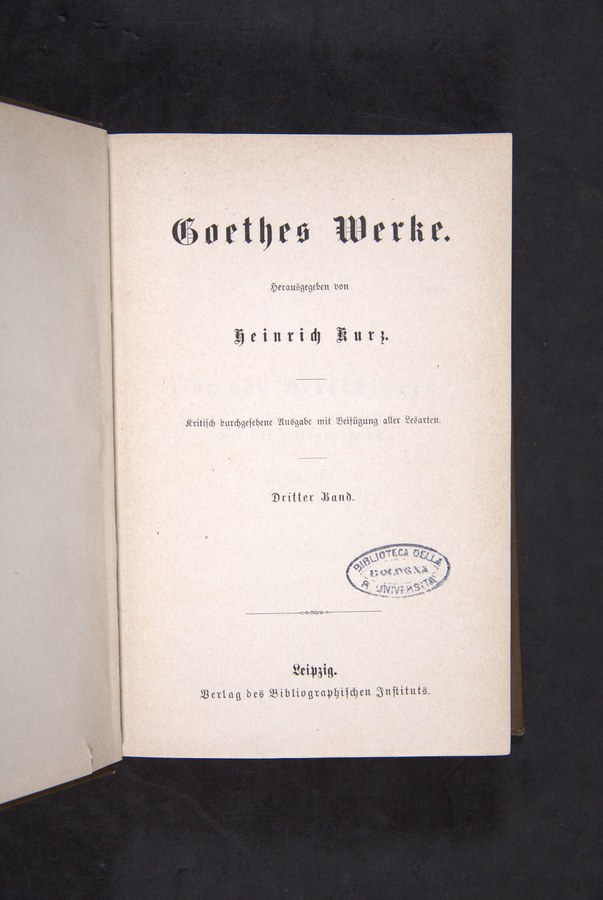 Goethes Werke.
Herausgegeben von
Heinrich Kurz.
Kritisch durchgesehene Ausgabe mit Beifügung aller Lesarten.
Dritter Band.
BIBLIOTECA DELLA
BOLOGNA
R. UNIVERSITA'
Leipzig.
Verlag des Bibliographischen Instituts.